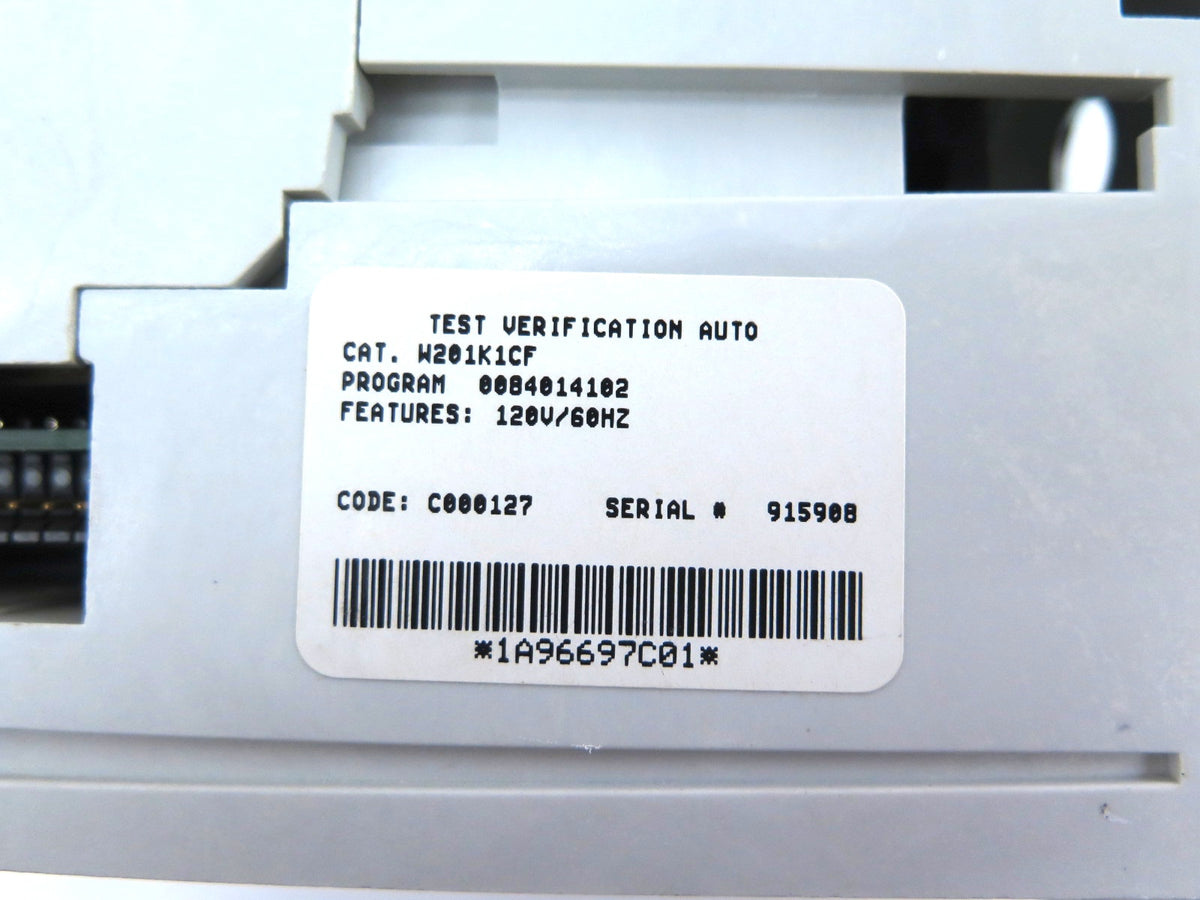 TEST VERIFICATION AUTO
CAT. W201K1CF
PROGRAM 0084014102
FEATURES: 120V/60HZ
CODE: C000127 SERIAL # 915908
*1A96697C01*